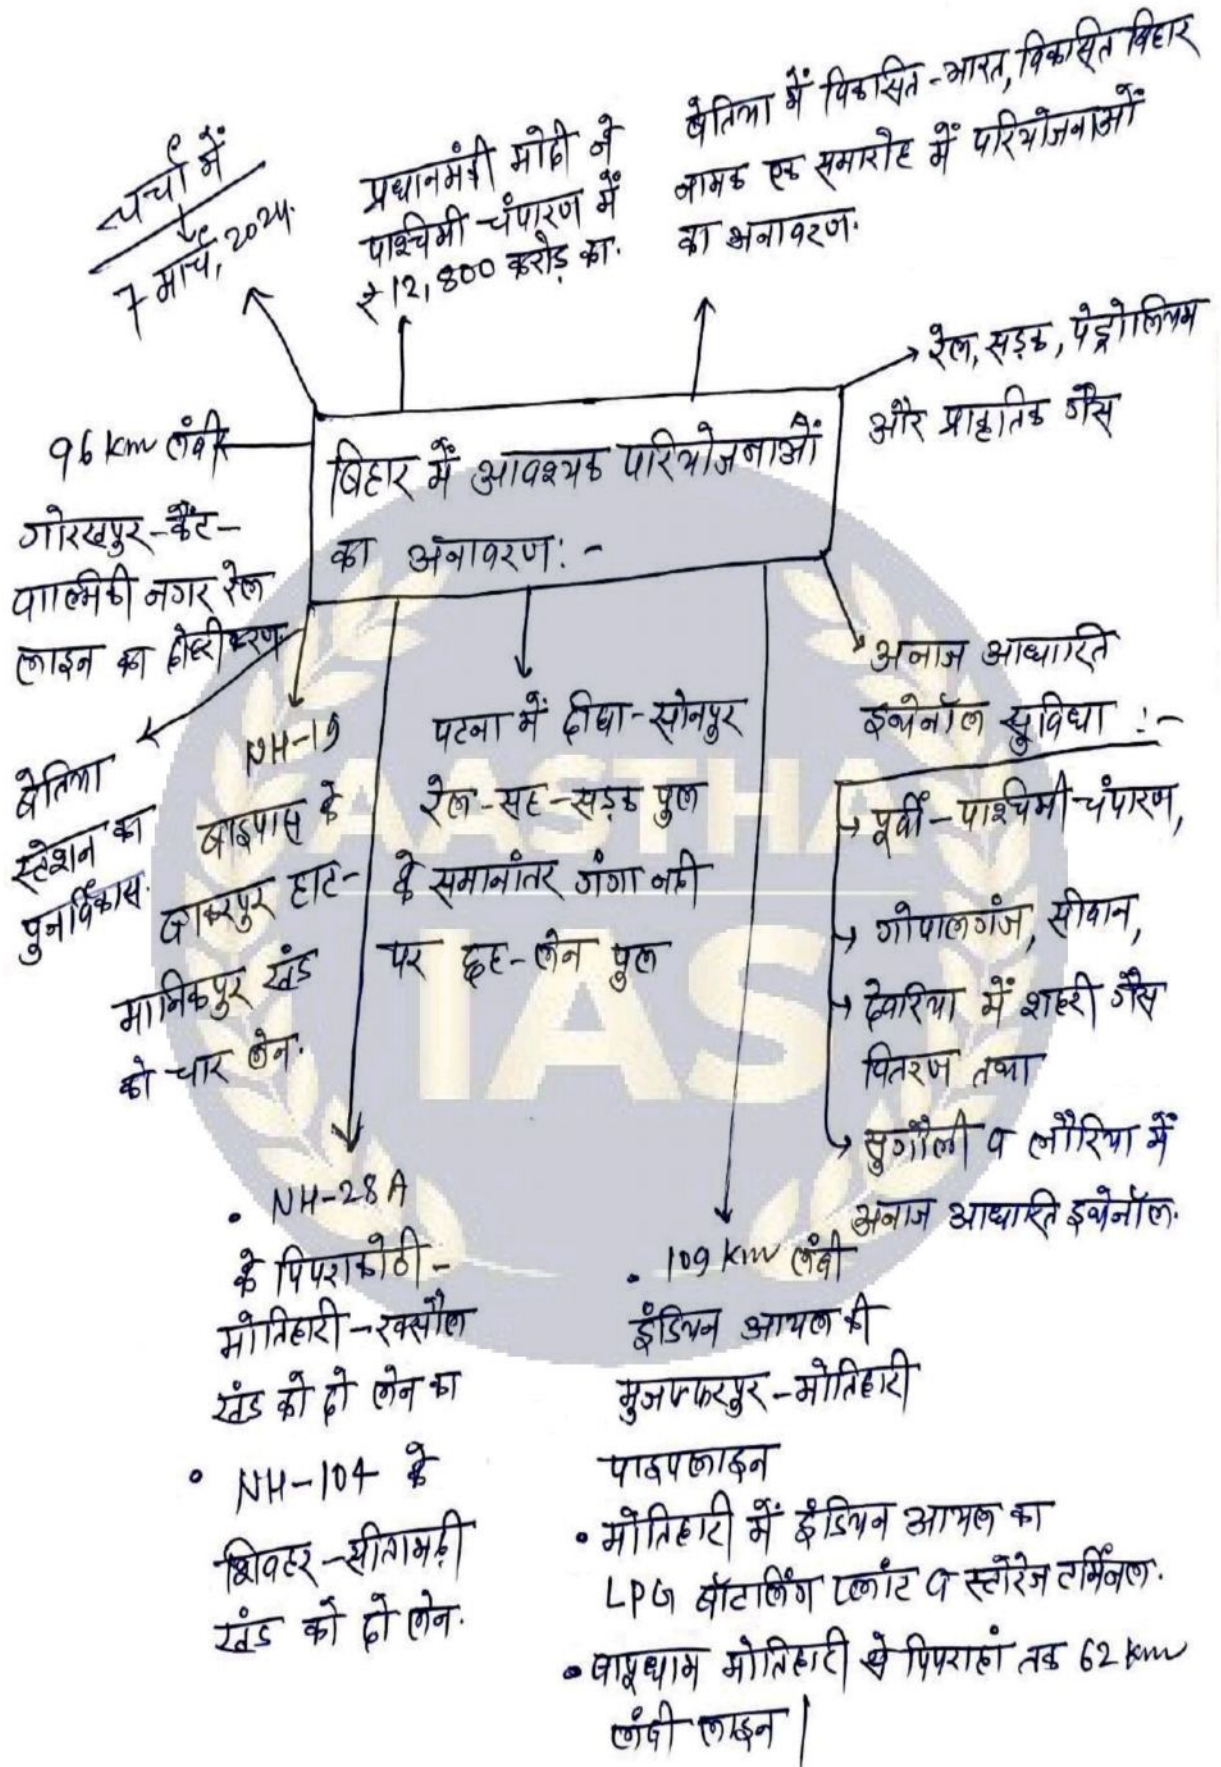 चर्चा में
7 मार्च, 2024.
प्रधानमंत्री मोदी ने
पाश्चिमी चंपारण में
₹12,800 करोड़ का.
बेतिया में विकसित-भारत, विकसित बिहार
नामक एक समारोह में परियोजनाओं
का अनावरण.
रेल, सड़क, पेट्रोलियम
और प्राकृतिक गैस
बिहार में आवश्यक परियोजनाओं
का अनावरण: -
96 km लंबी
गोरखपुर-कैंट-
वाल्मिकी नगर रेल
लाइन का दोहरीकरण
बेतिया
स्टेशन का
पुनर्विकास.
NH-19
बाइपास के
बाकरपुर हाट-
मानिकपुर खंड
को चार लेन.
पटना में दीघा-सोनपुर
रेल-सह-सड़क पुल
के समानांतर गंगा नदी
पर छह-लेन पुल
अनाज आधारित
इथेनॉल सुविधा :-
पूर्वी-पाश्चिमी चंपारण,
गोपालगंज, सीवान,
देवरिया में शहरी गैस
वितरण तथा
सुगौली व लौरिया में
अनाज आधारित इथेनॉल.
• NH-28A
के पिपराकोठी-
मोतिहारी-रक्सौल
खंड को दो लेन का
• NH-104 के
शिवहर-सीतामढ़ी
खंड को दो लेन.
• 109 km लंबी
इंडियन आयल की
मुजफ्फरपुर-मोतिहारी
पाइपलाइन
• मोतिहारी में इंडियन आयल का
LPG बॉटलिंग प्लांट व स्टोरेज टर्मिनल.
• बापूधाम मोतिहारी से पिपराहां तक 62 km
लंबी लाइन |
AASTHA
IAS